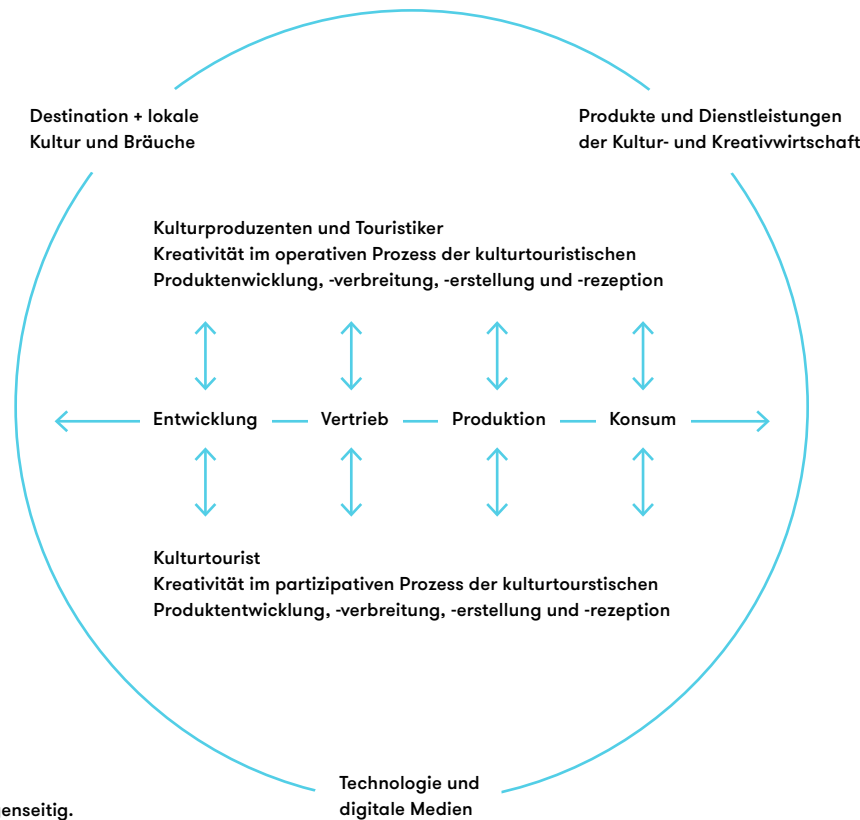 Destination + lokale
Kultur und Bräuche
Produkte und Dienstleistungen
der Kultur- und Kreativwirtschaft
Kulturproduzenten und Touristiker
Kreativität im operativen Prozess der kulturtouristischen
Produktenwicklung, -verbreitung, -erstellung und -rezeption
Entwicklung Vertrieb Produktion Konsum
Kulturtourist
Kreativität im partizipativen Prozess der kulturtourstischen
Produktentwicklung, -verbreitung, -erstellung und -rezeption
Technologie und
digitale Medien
genseitig.